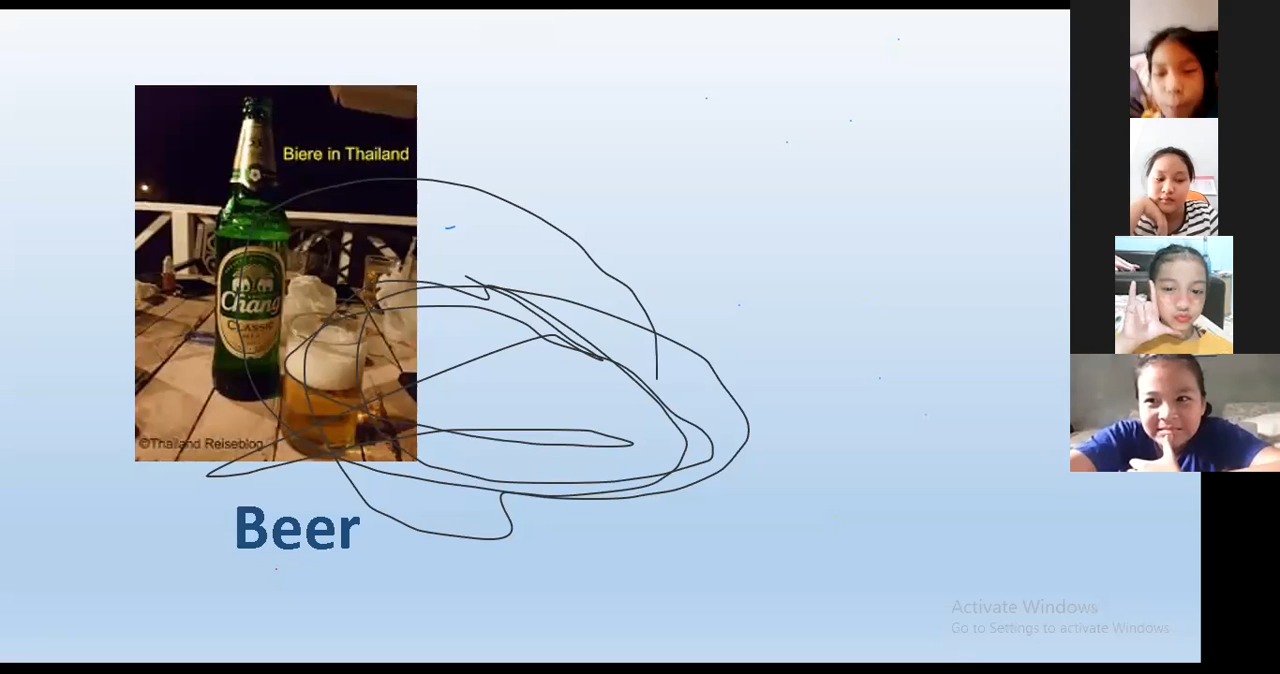 Biere in Thailand
Chang
CLASSIC
©Thailand Reiseblog
Beer
Activate Windows
Go to Settings to activate Windows